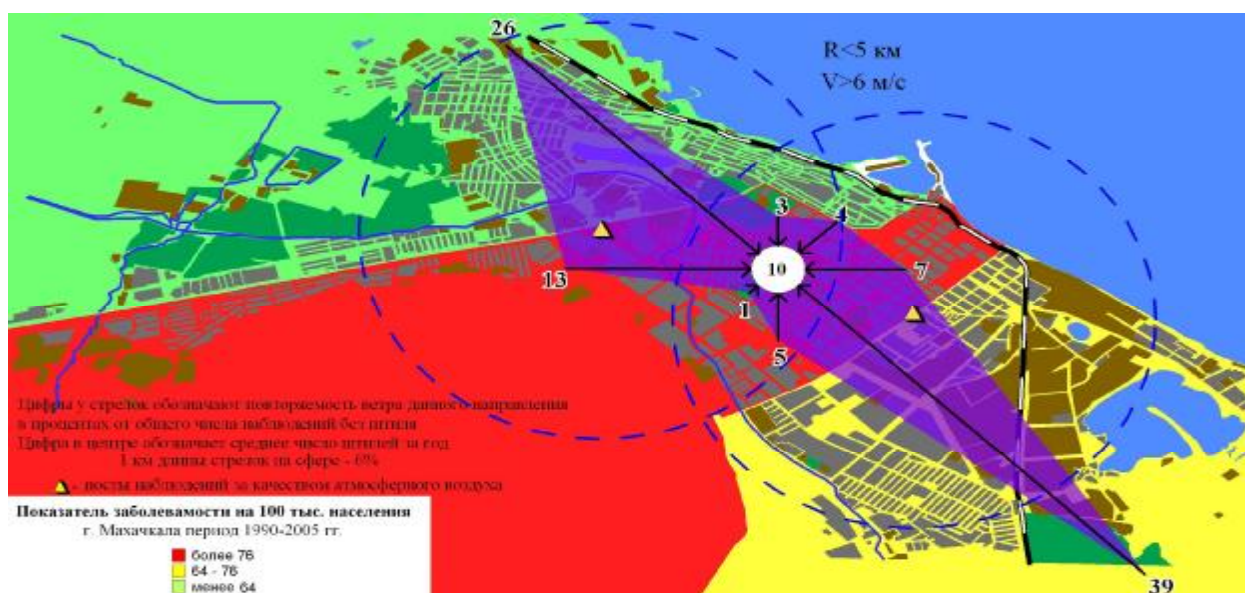 26
R<5 км
V>6 м/с
3
4
13
10
7
1
5
Цифры у стрелок обозначают повторяемость ветра данного направления
в процентах от общего числа наблюдений без штиля
Цифра в центре обозначает среднее число штилей за год
1 км длины стрелок на сфере - 6%
- посты наблюдений за качеством атмосферного воздуха
Показатель заболевамости на 100 тыс. населения
г. Махачкала период 1990-2005 гг.
более 76
64 - 76
менее 64
39